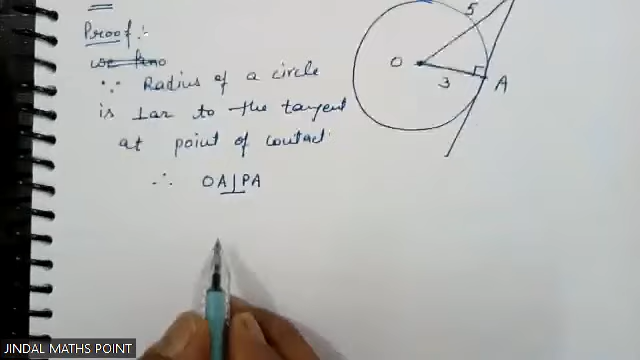 Proof:
we kno
∵ Radius of a circle
is ⊥ar to the tangent
at point of contact
∴ OA⊥PA
5
O
3
A
JINDAL MATHS POINT